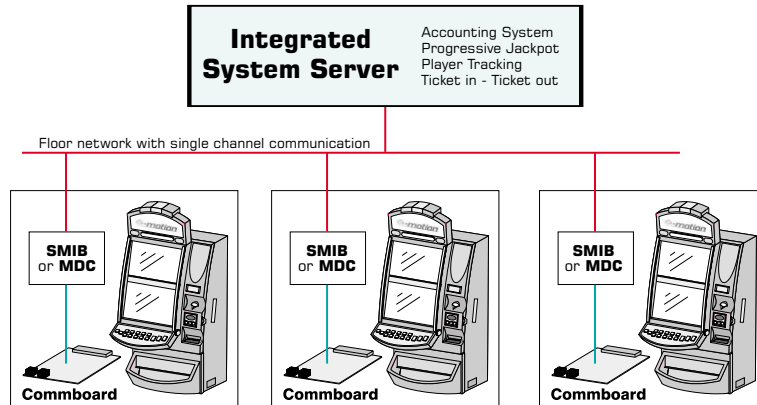 Integrated
System Server
Accounting System
Progressive Jackpot
Player Tracking
Ticket in - Ticket out
Floor network with single channel communication
SMIB
or MDC
Commboard
SMIB
or MDC
Commboard
SMIB
or MDC
Commboard